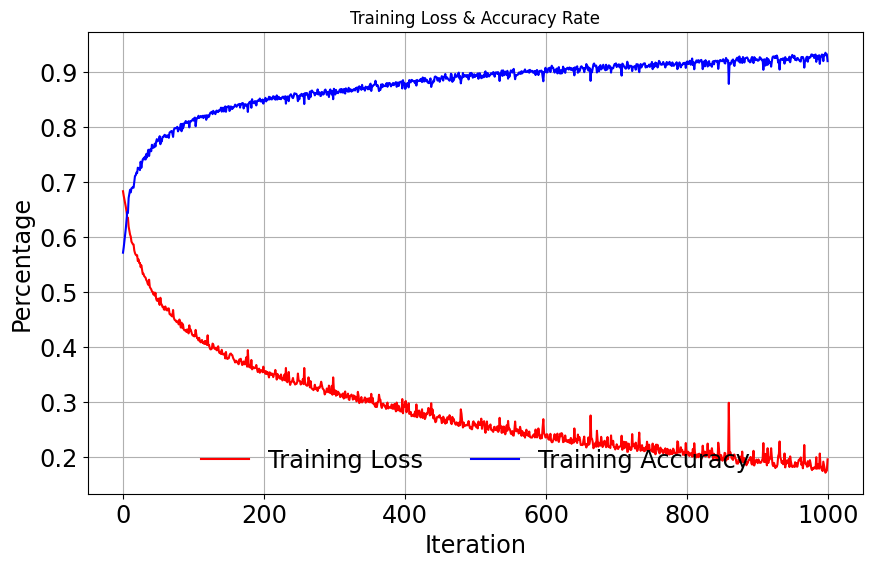 Training Loss & Accuracy Rate
0.9
0.8
0.7
0.6
0.5
0.4
0.3
0.2
Percentage
Training Loss Training Accuracy
0 200 400 600 800 1000
Iteration